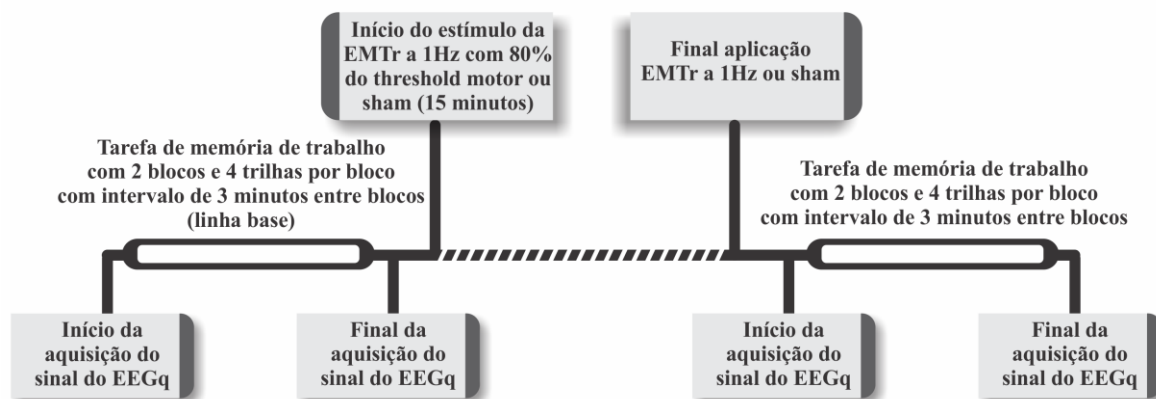 Início do estímulo da
EMTr a 1Hz com 80%
do threshold motor ou
sham (15 minutos)
Final aplicação
EMTr a 1Hz ou sham
Tarefa de memória de trabalho
com 2 blocos e 4 trilhas por bloco
com intervalo de 3 minutos entre blocos
(linha base)
Tarefa de memória de trabalho
com 2 blocos e 4 trilhas por bloco
com intervalo de 3 minutos entre blocos
Início da
aquisição do
sinal do EEGq
Final da
aquisição do
sinal do EEGq
Início da
aquisição do
sinal do EEGq
Final da
aquisição do
sinal do EEGq